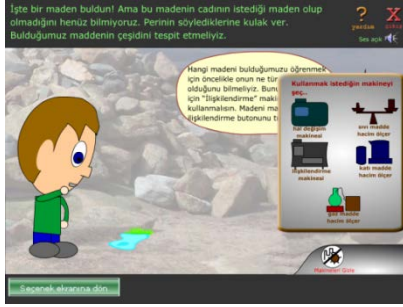 İşte bir maden buldun! Ama bu madenin cadının istediği maden olup
olmadığını henüz bilmiyoruz. Perinin söylediklerine kulak ver.
Bulduğumuz maddenin çeşidini tespit etmeliyiz.
yardım
Ses açık
Hangi madeni bulduğumuzu öğrenmek
için öncelikle onun ne tür
olduğunu bilmeliyiz. Bunu
için "İlişkilendirme" maki
kullanmalısın. Madeni ma
ilişkilendirme butonunu t
Kullanmak istediğin makineyi
seç..
hal değişim
makinesi
sıvı madde
hacim ölçer
ilişkilendirme
makinesi
katı madde
hacim ölçer
gaz madde
hacim ölçer
Makineleri Gizle
Seçenek ekranına dön..